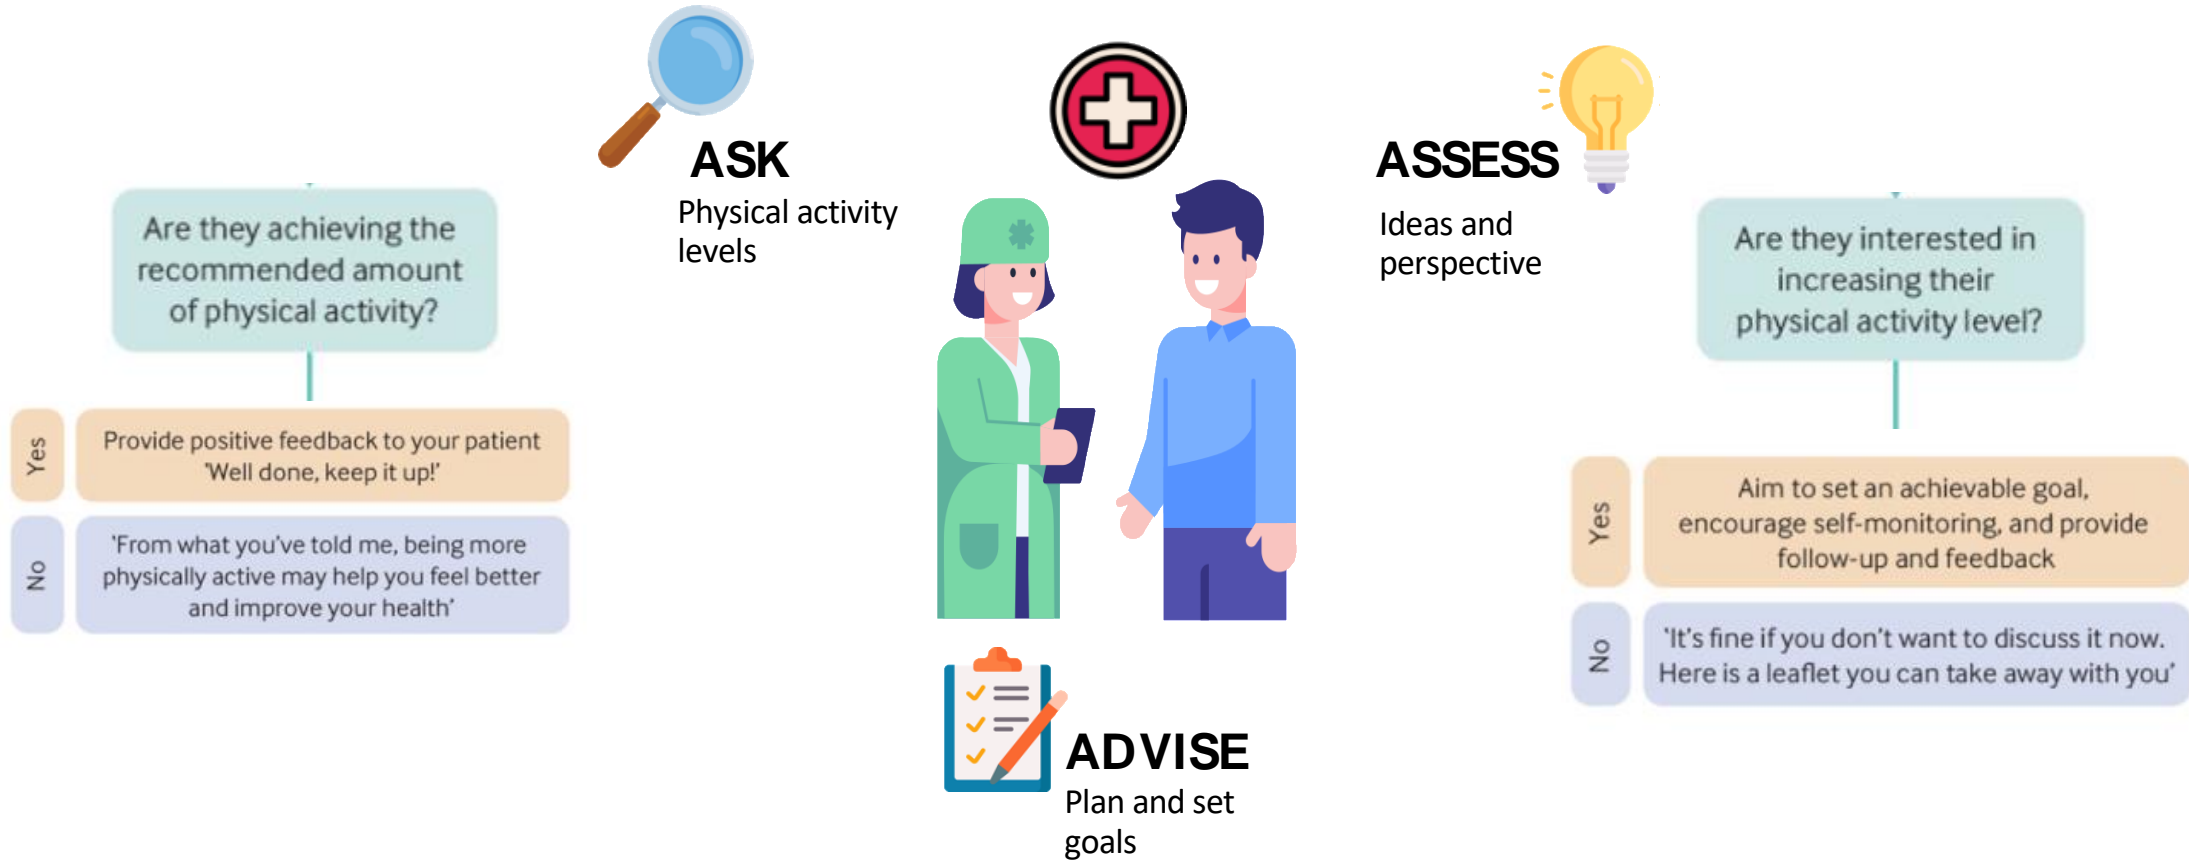 ASK
Physical activity
levels
Are they achieving the
recommended amount
of physical activity?
Yes
Provide positive feedback to your patient
'Well done, keep it up!'
No
'From what you've told me, being more
physically active may help you feel better
and improve your health'
ASSESS
Ideas and
perspective
Are they interested in
increasing their
physical activity level?
Yes
Aim to set an achievable goal,
encourage self-monitoring, and provide
follow-up and feedback
No
'It's fine if you don't want to discuss it now.
Here is a leaflet you can take away with you'
ADVISE
Plan and set
goals